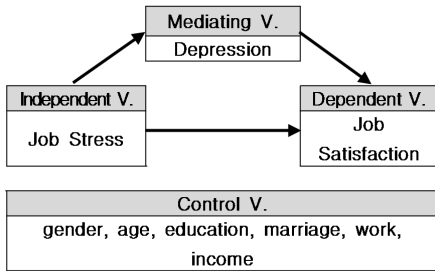 Mediating V.
Depression
Independent V.
Job Stress
Dependent V.
Job
Satisfaction
Control V.
gender, age, education, marriage, work,
income